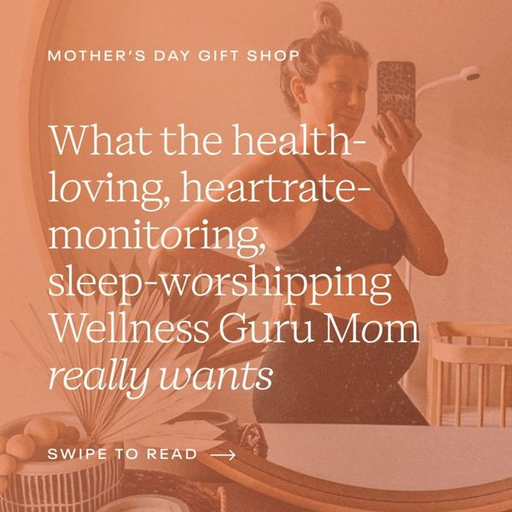 MOTHER'S DAY GIFT SHOP
What the health-
loving, heartrate-
monitoring,
sleep-worshipping
Wellness Guru Mom
really wants
SWIPE TO READ →